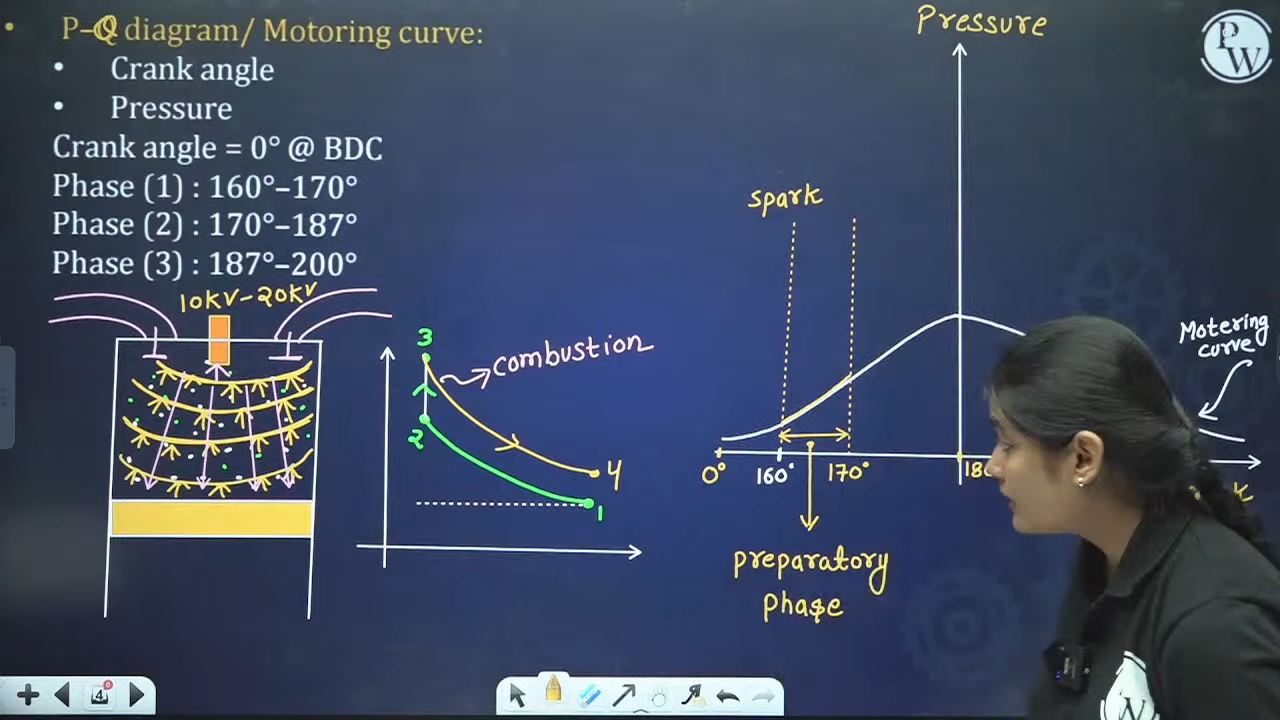 • P–Q diagram/ Motoring curve:
• Crank angle
• Pressure
Crank angle = 0° @ BDC
Phase (1) : 160°–170°
Phase (2) : 170°–187°
Phase (3) : 187°–200°
10KV-20KV
3
combustion
2
4
1
Pressure
PW
spark
Motering
curve
0°
160°
170°
preparatory
phase
4